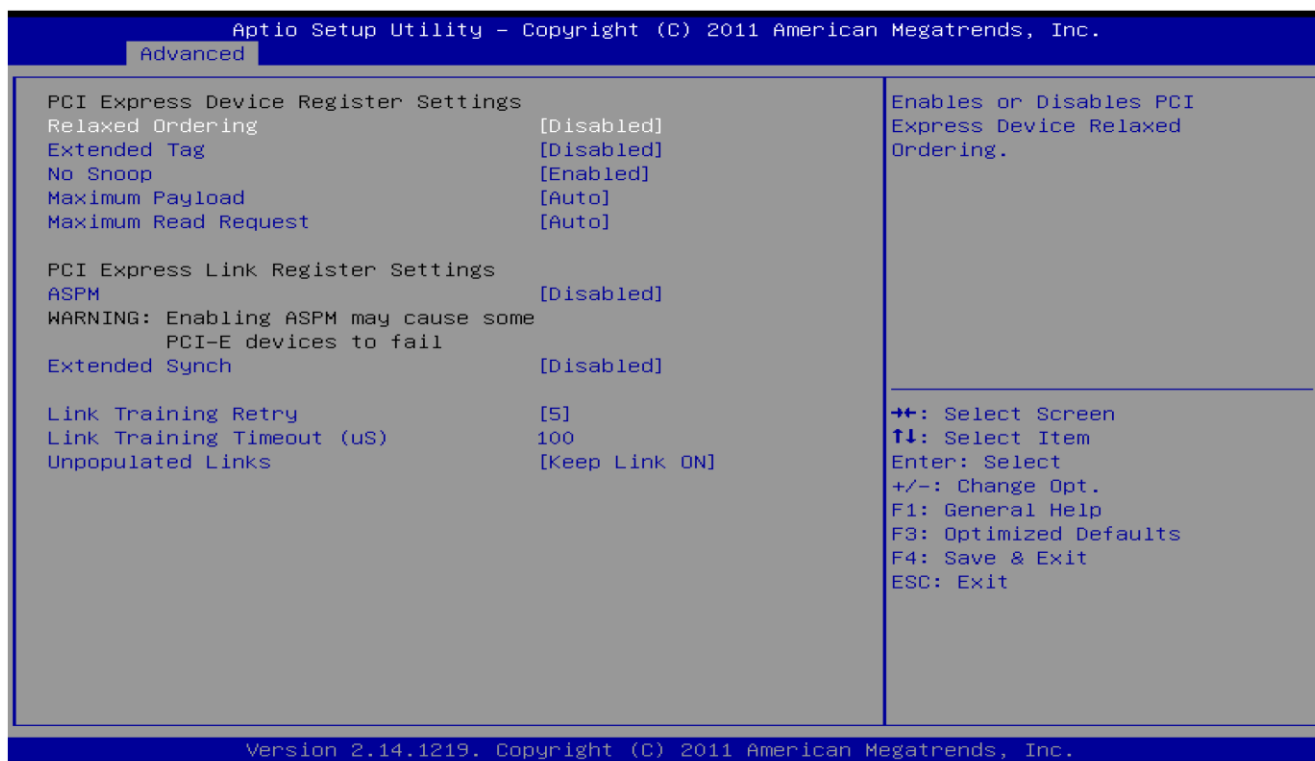 Aptio Setup Utility – Copyright (C) 2011 American Megatrends, Inc.
Advanced
PCI Express Device Register Settings
Relaxed Ordering [Disabled]
Extended Tag [Disabled]
No Snoop [Enabled]
Maximum Payload [Auto]
Maximum Read Request [Auto]
PCI Express Link Register Settings
ASPM [Disabled]
WARNING: Enabling ASPM may cause some
PCI-E devices to fail
Extended Synch [Disabled]
Link Training Retry [5]
Link Training Timeout (uS) 100
Unpopulated Links [Keep Link ON]
Enables or Disables PCI
Express Device Relaxed
Ordering.
→←: Select Screen
↑↓: Select Item
Enter: Select
+/-: Change Opt.
F1: General Help
F3: Optimized Defaults
F4: Save & Exit
ESC: Exit
Version 2.14.1219. Copyright (C) 2011 American Megatrends, Inc.